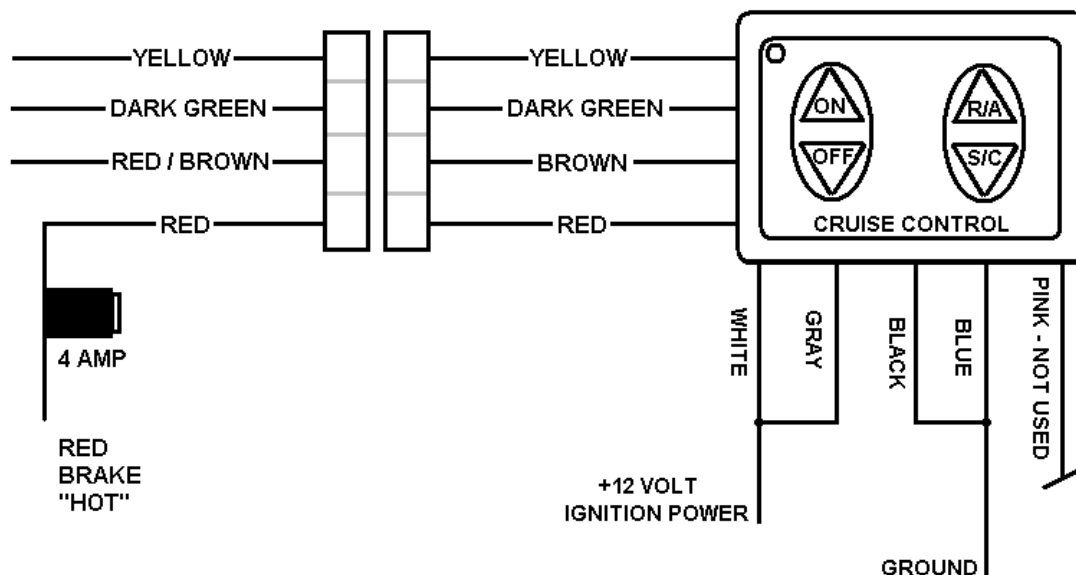 YELLOW
YELLOW
DARK GREEN
DARK GREEN
RED / BROWN
BROWN
RED
RED
ON
OFF
R/A
S/C
CRUISE CONTROL
4 AMP
RED
BRAKE
"HOT"
WHITE
GRAY
BLACK
BLUE
PINK - NOT USED
+12 VOLT
IGNITION POWER
GROUND